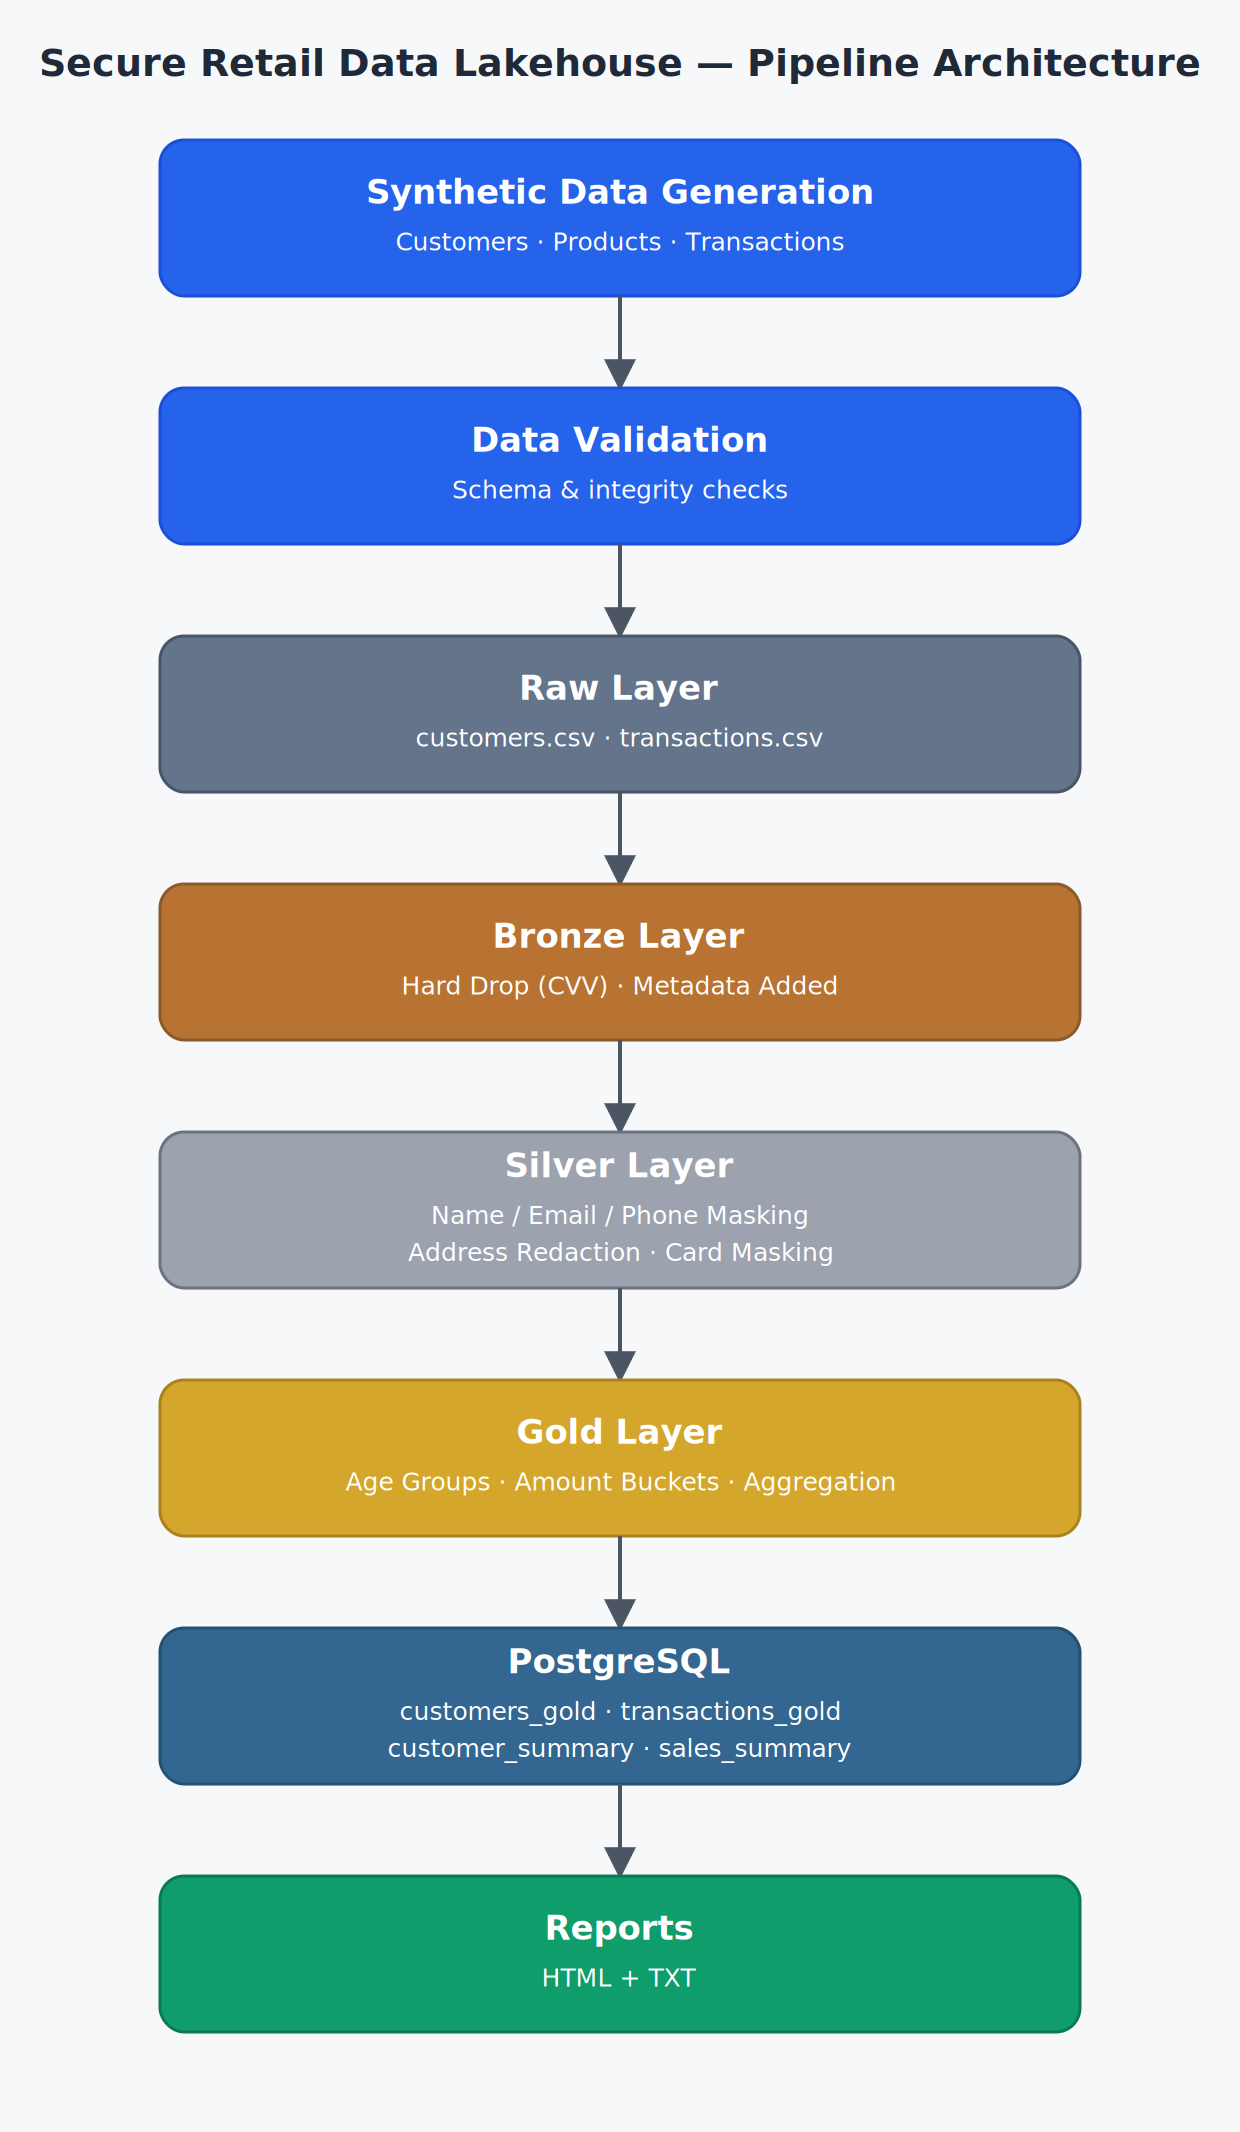 Secure Retail Data Lakehouse — Pipeline Architecture
Synthetic Data Generation
Customers · Products · Transactions
Data Validation
Schema & integrity checks
Raw Layer
customers.csv · transactions.csv
Bronze Layer
Hard Drop (CVV) · Metadata Added
Silver Layer
Name / Email / Phone Masking
Address Redaction · Card Masking
Gold Layer
Age Groups · Amount Buckets · Aggregation
PostgreSQL
customers_gold · transactions_gold
customer_summary · sales_summary
Reports
HTML + TXT